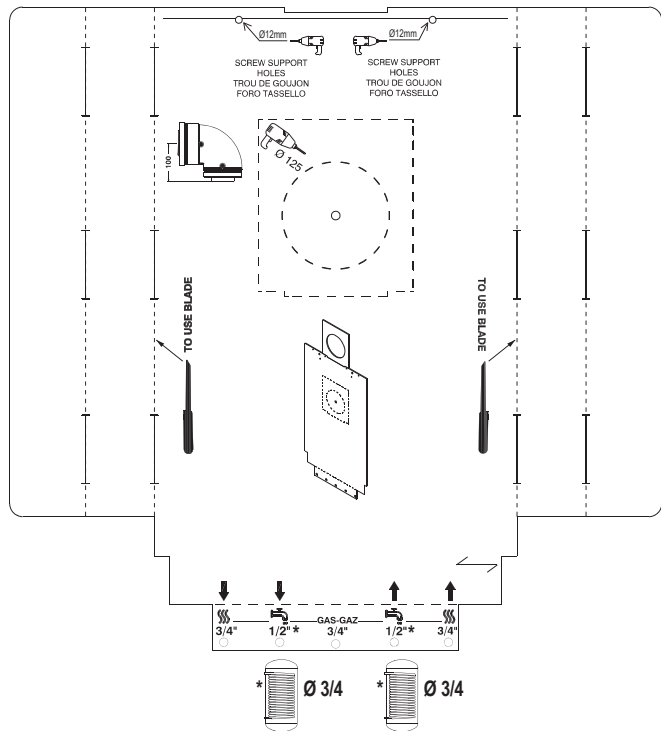 Ø12mm
Ø12mm
SCREW SUPPORT
HOLES
TROU DE GOUJON
FORO TASSELLO
SCREW SUPPORT
HOLES
TROU DE GOUJON
FORO TASSELLO
100
Ø 125
TO USE BLADE
TO USE BLADE
GAS-GAZ
3/4" 1/2"* 3/4" 1/2"* 3/4"
* Ø 3/4 * Ø 3/4